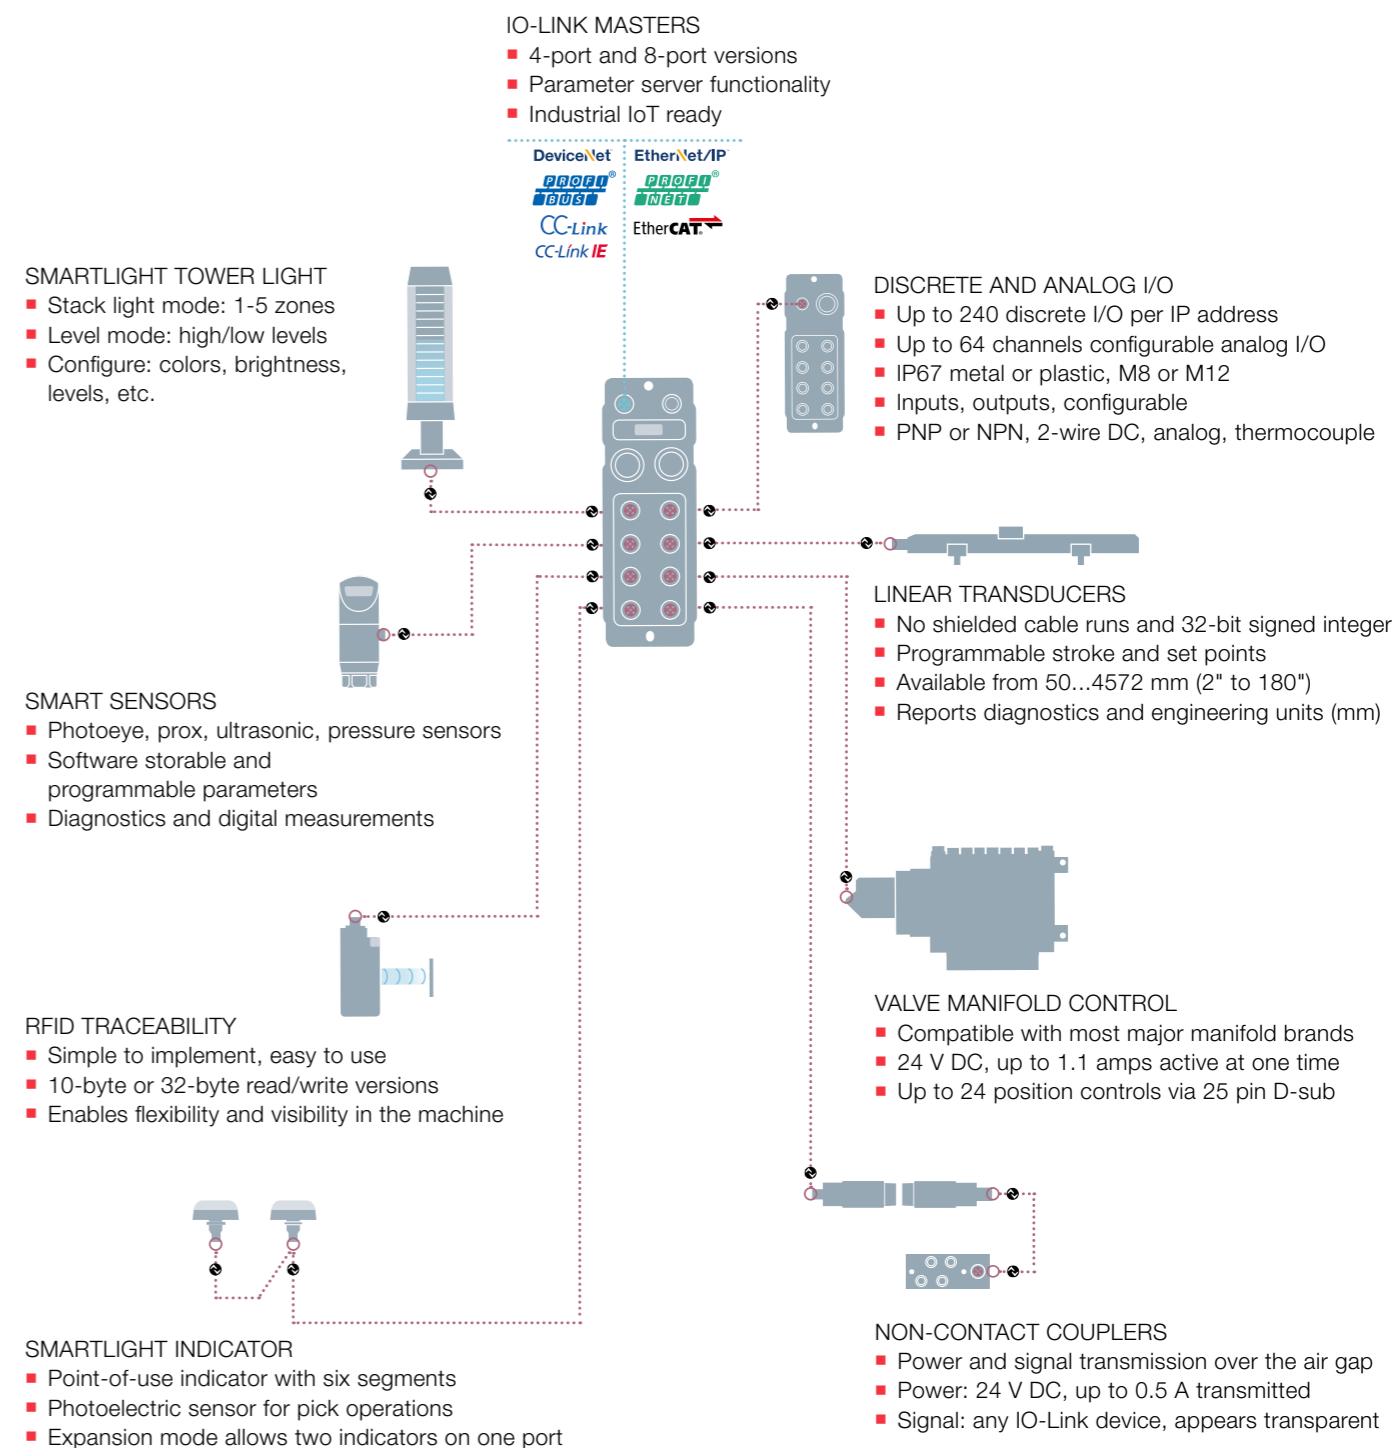 IO-LINK MASTERS
■ 4-port and 8-port versions
■ Parameter server functionality
■ Industrial IoT ready
DeviceNet EtherNet/IP
PROFI BUS® PROFI NET®
CC-Link EtherCAT®
CC-Link IE
SMARTLIGHT TOWER LIGHT
■ Stack light mode: 1-5 zones
■ Level mode: high/low levels
■ Configure: colors, brightness,
levels, etc.
DISCRETE AND ANALOG I/O
■ Up to 240 discrete I/O per IP address
■ Up to 64 channels configurable analog I/O
■ IP67 metal or plastic, M8 or M12
■ Inputs, outputs, configurable
■ PNP or NPN, 2-wire DC, analog, thermocouple
LINEAR TRANSDUCERS
■ No shielded cable runs and 32-bit signed integer
■ Programmable stroke and set points
■ Available from 50...4572 mm (2" to 180")
■ Reports diagnostics and engineering units (mm)
SMART SENSORS
■ Photoeye, prox, ultrasonic, pressure sensors
■ Software storable and
programmable parameters
■ Diagnostics and digital measurements
VALVE MANIFOLD CONTROL
■ Compatible with most major manifold brands
■ 24 V DC, up to 1.1 amps active at one time
■ Up to 24 position controls via 25 pin D-sub
RFID TRACEABILITY
■ Simple to implement, easy to use
■ 10-byte or 32-byte read/write versions
■ Enables flexibility and visibility in the machine
SMARTLIGHT INDICATOR
■ Point-of-use indicator with six segments
■ Photoelectric sensor for pick operations
■ Expansion mode allows two indicators on one port
NON-CONTACT COUPLERS
■ Power and signal transmission over the air gap
■ Power: 24 V DC, up to 0.5 A transmitted
■ Signal: any IO-Link device, appears transparent